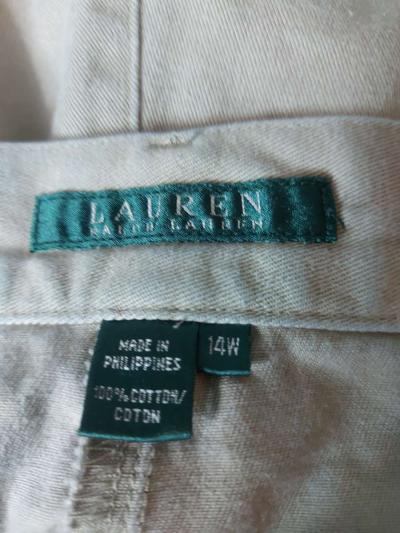 LAUREN
RALPH LAUREN
MADE IN
PHILIPPINES
14W
100% COTTON/
COTON